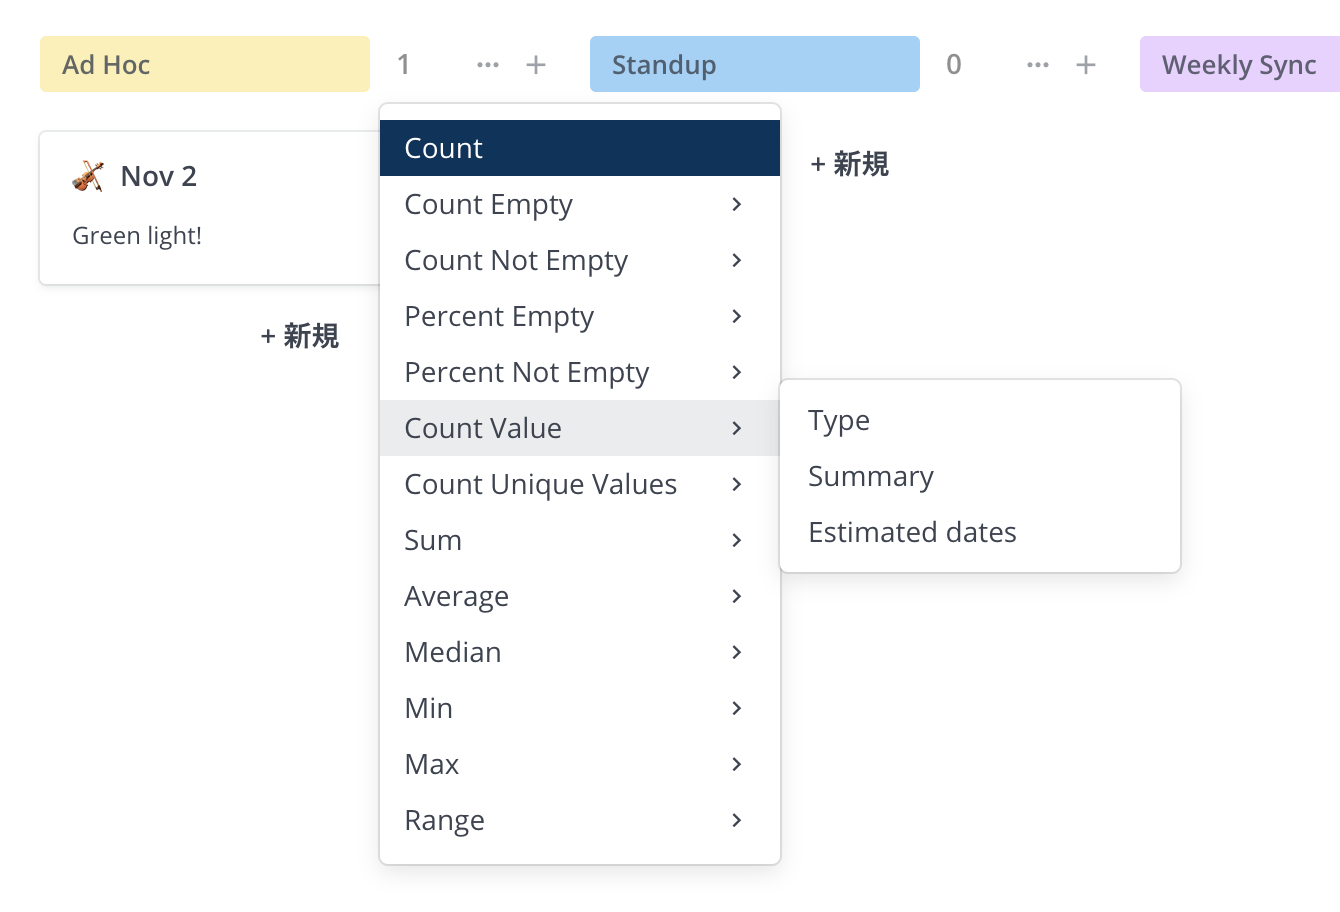 Ad Hoc 1 ··· + Standup 0 ··· + Weekly Sync
Nov 2
Green light!
+ 新規
Count
Count Empty
Count Not Empty
Percent Empty
Percent Not Empty
Count Value
Count Unique Values
Sum
Average
Median
Min
Max
Range
Type
Summary
Estimated dates
+ 新規